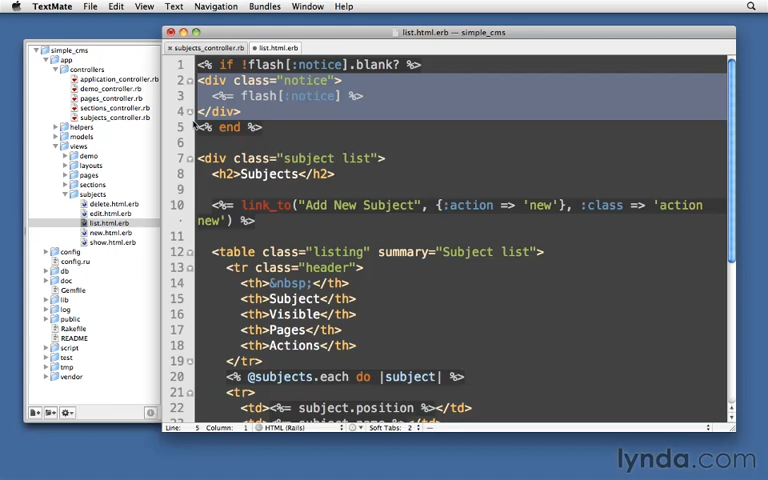 TextMate File Edit View Text Navigation Bundles Window Help
list.html.erb — simple_cms
subjects_controller.rb list.html.erb
simple_cms
app
controllers
application_controller.rb
demo_controller.rb
pages_controller.rb
sections_controller.rb
subjects_controller.rb
helpers
models
views
demo
layouts
pages
sections
subjects
delete.html.erb
edit.html.erb
list.html.erb
new.html.erb
show.html.erb
config
config.ru
db
doc
Gemfile
lib
log
public
Rakefile
README
script
test
tmp
vendor
1 <% if !flash[:notice].blank? %>
2 <div class="notice">
3 <%= flash[:notice] %>
4 </div>
5 <% end %>
6
7 <div class="subject list">
8 <h2>Subjects</h2>
9
10 <%= link_to("Add New Subject", {:action => 'new'}, :class => 'action
new') %>
11
12 <table class="listing" summary="Subject list">
13 <tr class="header">
14 <th>&nbsp;</th>
15 <th>Subject</th>
16 <th>Visible</th>
17 <th>Pages</th>
18 <th>Actions</th>
19 </tr>
20 <% @subjects.each do |subject| %>
21 <tr>
22 <td><%= subject.position %></td>
Line: 5 Column: 1 HTML (Rails) Soft Tabs: 2 —
lynda.com